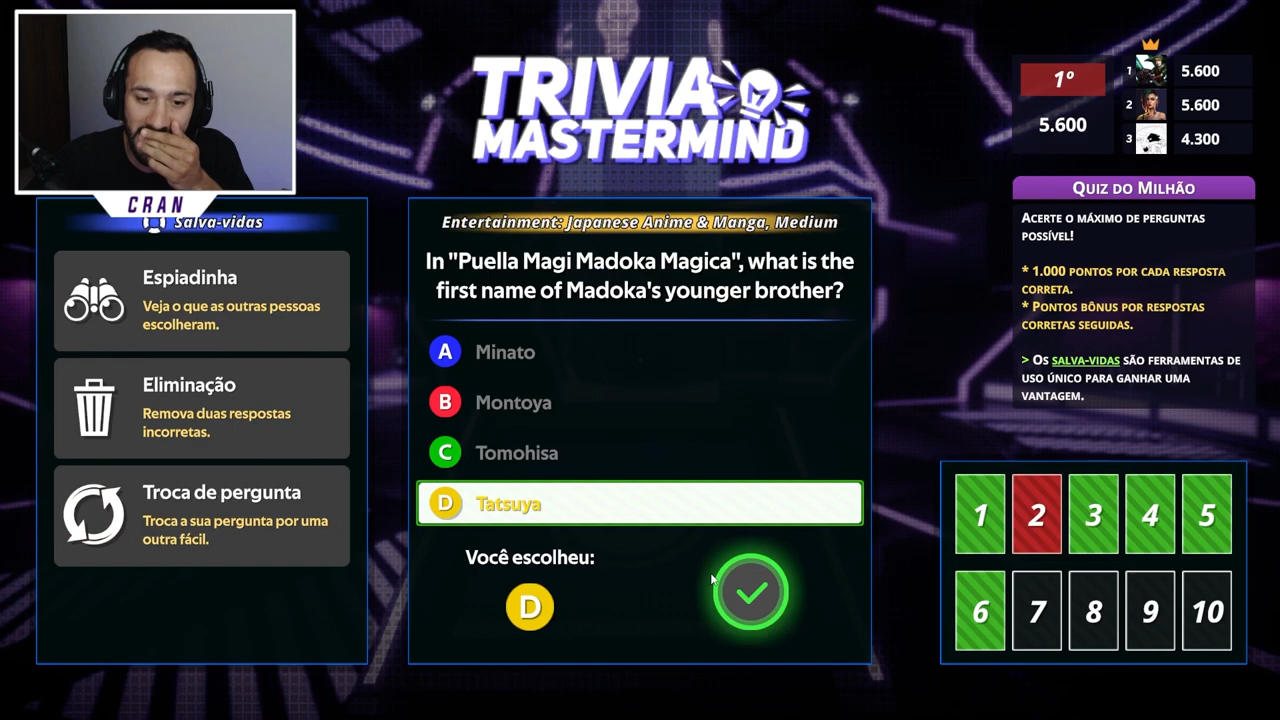 CRAN
Salva-vidas
Espiadinha
Veja o que as outras pessoas
escolheram.
Eliminação
Remova duas respostas
incorretas.
Troca de pergunta
Troca a sua pergunta por uma
outra fácil.
TRIVIA
MASTERMIND
Entertainment: Japanese Anime & Manga, Medium
In "Puella Magi Madoka Magica", what is the
first name of Madoka's younger brother?
A Minato
B Montoya
C Tomohisa
D Tatsuya
Você escolheu:
D
1º
5.600
1 5.600
2 5.600
3 4.300
Quiz do Milhão
Acerte o máximo de perguntas
possível!
* 1.000 pontos por cada resposta
correta.
* Pontos bônus por respostas
corretas seguidas.
> Os salva-vidas são ferramentas de
uso único para ganhar uma
vantagem.
1 2 3 4 5
6 7 8 9 10